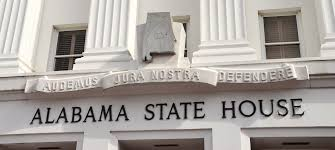 AUDEMUS JURA NOSTRA DEFENDERE
ALABAMA STATE HOUSE